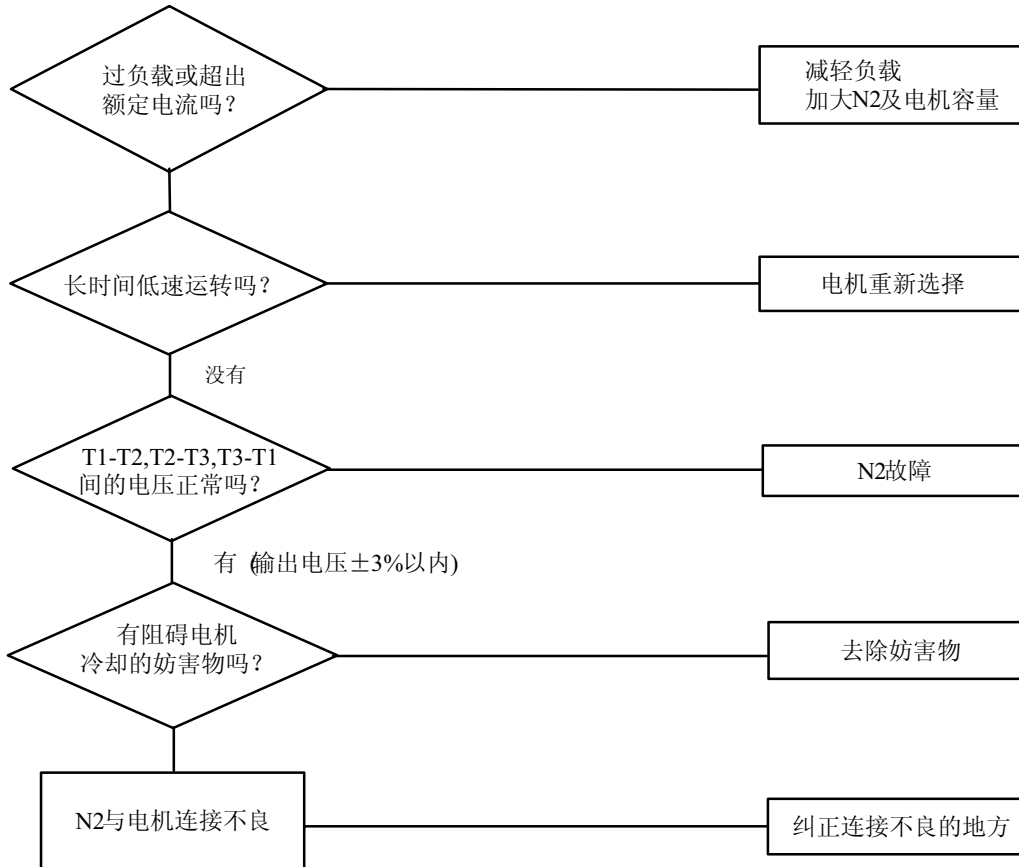 过负载或超出
额定电流吗？
减轻负载
加大N2及电机容量
长时间低速运转吗？
电机重新选择
没有
T1-T2,T2-T3,T3-T1
间的电压正常吗？
N2故障
有 (输出电压±3%以内)
有阻碍电机
冷却的妨害物吗？
去除妨害物
N2与电机连接不良
纠正连接不良的地方